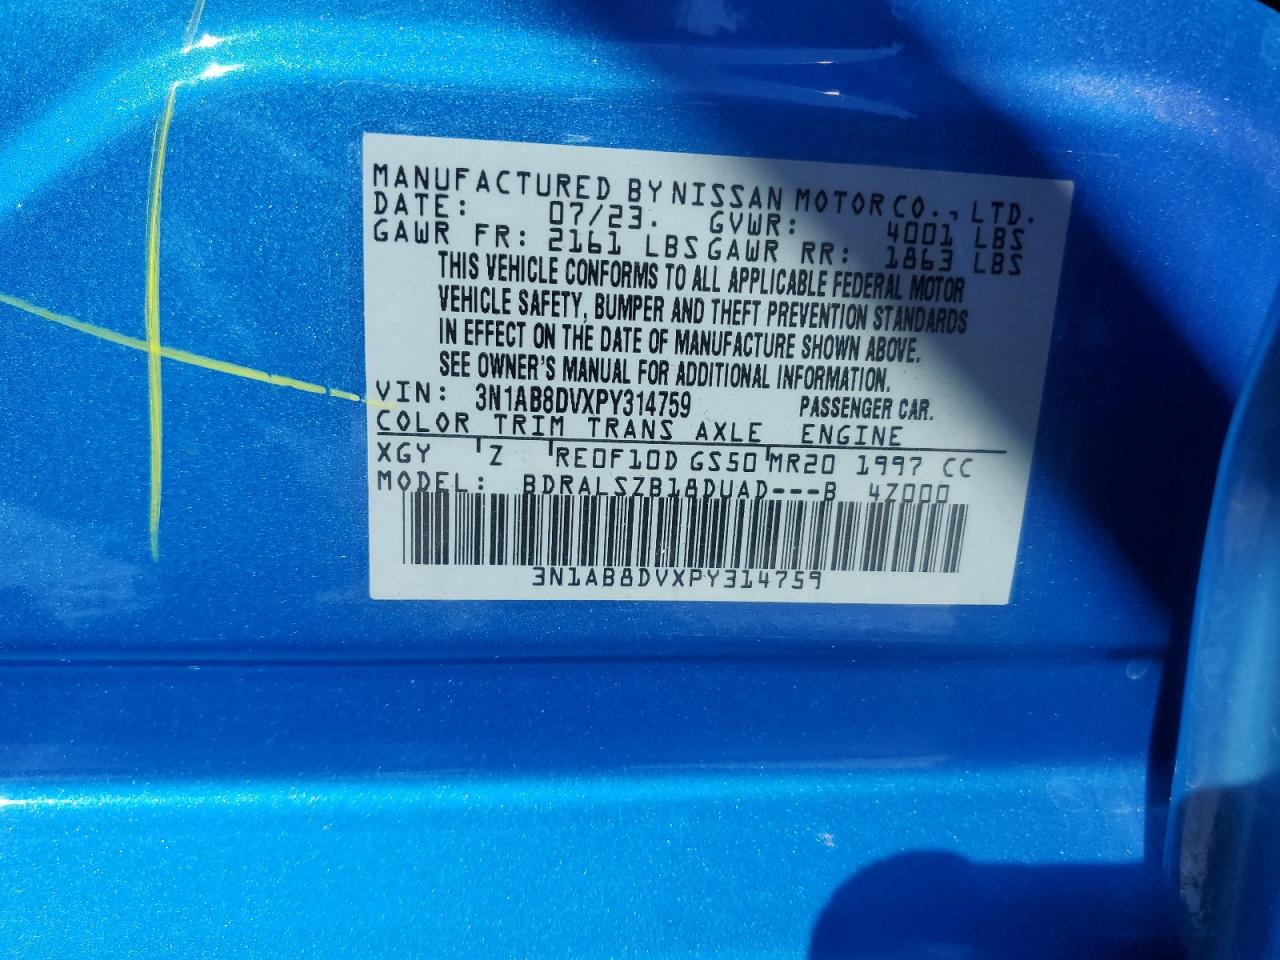 MANUFACTURED BY NISSAN MOTOR CO., LTD.
DATE: 07/23. GVWR: 4001 LBS
GAWR FR: 2161 LBS GAWR RR: 1863 LBS
THIS VEHICLE CONFORMS TO ALL APPLICABLE FEDERAL MOTOR
VEHICLE SAFETY, BUMPER AND THEFT PREVENTION STANDARDS
IN EFFECT ON THE DATE OF MANUFACTURE SHOWN ABOVE.
SEE OWNER'S MANUAL FOR ADDITIONAL INFORMATION.
VIN: 3N1AB8DVXPY314759 PASSENGER CAR.
COLOR TRIM TRANS AXLE ENGINE
XGY Z RE0F10D GS50 MR20 1997 CC
MODEL: BDRALSZB18DUAD---B 4Z000
3N1AB8DVXPY314759